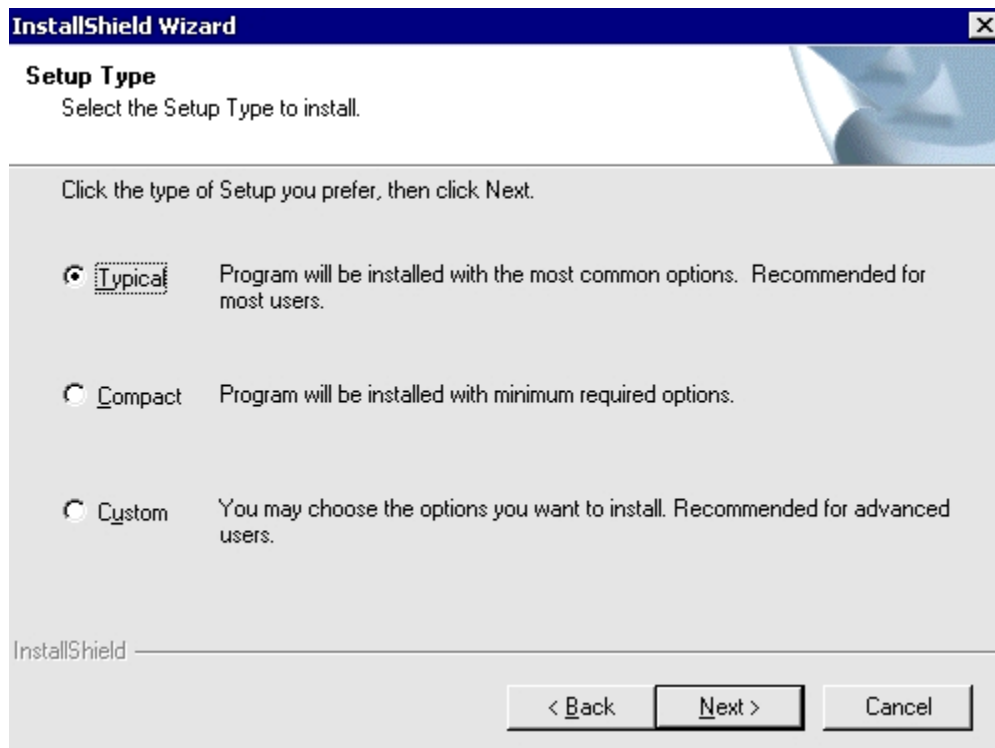 InstallShield Wizard
Setup Type
Select the Setup Type to install.
Click the type of Setup you prefer, then click Next.
Typical
Program will be installed with the most common options.  Recommended for
most users.
Compact
Program will be installed with minimum required options.
Custom
You may choose the options you want to install. Recommended for advanced
users.
InstallShield
< Back
Next >
Cancel